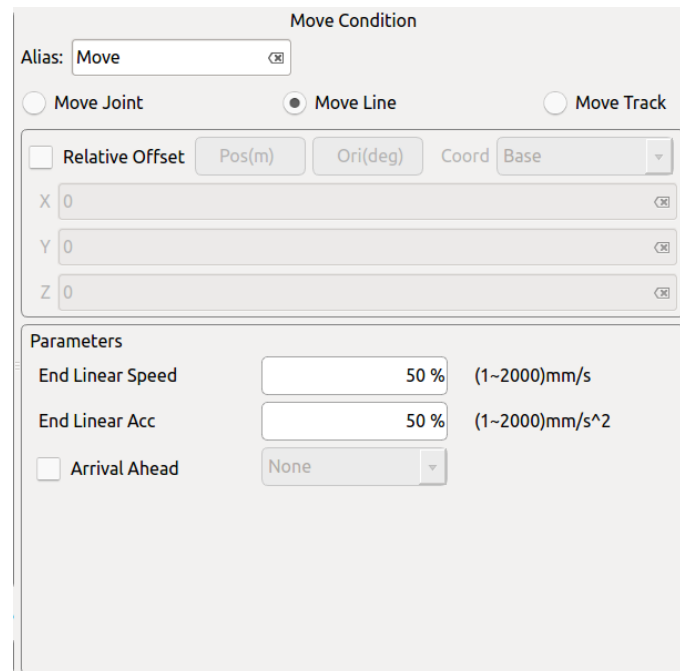 Move Condition
Alias: Move
Move Joint Move Line Move Track
Relative Offset Pos(m) Ori(deg) Coord Base
X 0
Y 0
Z 0
Parameters
End Linear Speed 50 % (1~2000)mm/s
End Linear Acc 50 % (1~2000)mm/s^2
Arrival Ahead None